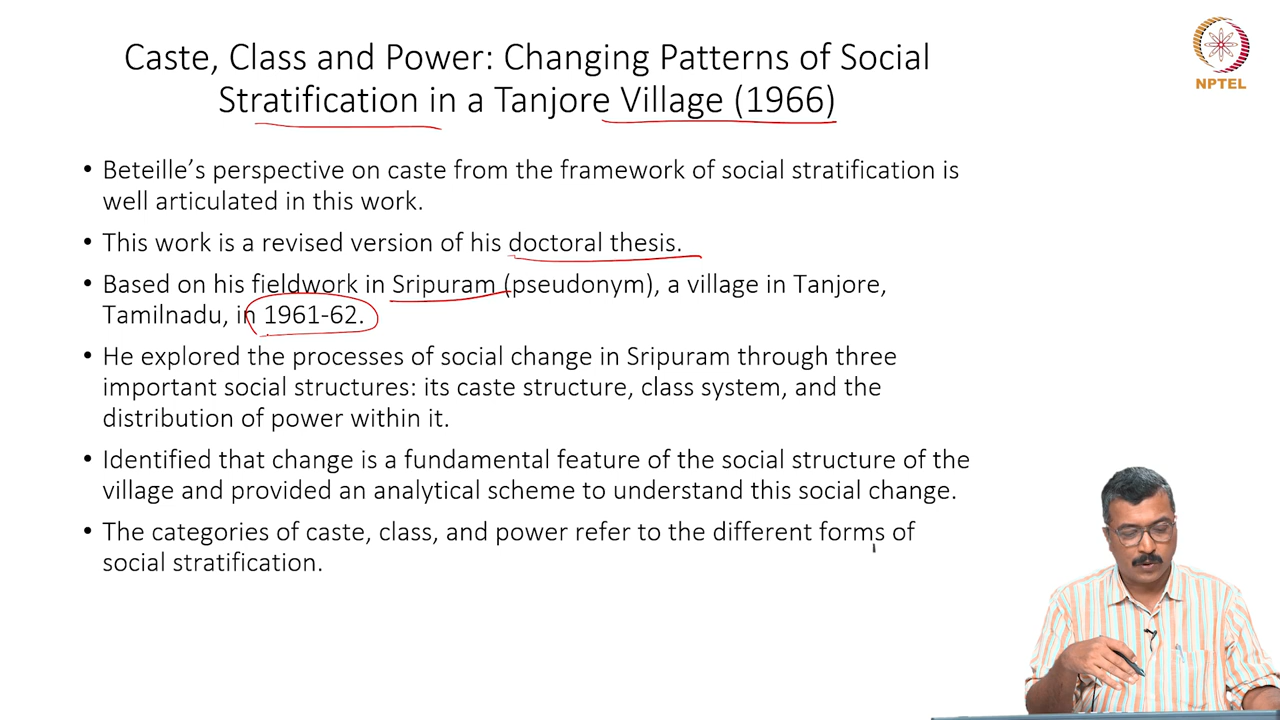 Caste, Class and Power: Changing Patterns of Social
Stratification in a Tanjore Village (1966)
NPTEL
• Beteille’s perspective on caste from the framework of social stratification is
well articulated in this work.
• This work is a revised version of his doctoral thesis.
• Based on his fieldwork in Sripuram (pseudonym), a village in Tanjore,
Tamilnadu, in 1961-62.
• He explored the processes of social change in Sripuram through three
important social structures: its caste structure, class system, and the
distribution of power within it.
• Identified that change is a fundamental feature of the social structure of the
village and provided an analytical scheme to understand this social change.
• The categories of caste, class, and power refer to the different forms of
social stratification.